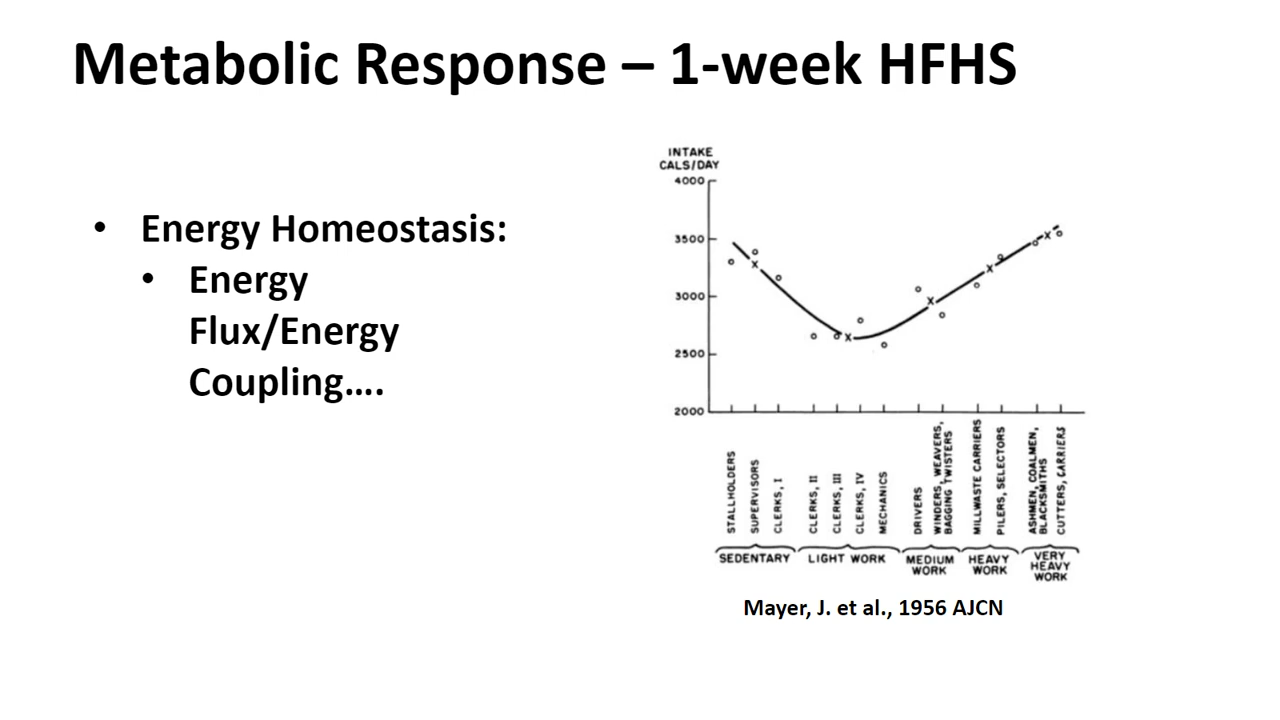 Metabolic Response – 1-week HFHS
• Energy Homeostasis:
• Energy
Flux/Energy
Coupling....
INTAKE
CALS/DAY
4000
3500
3000
2500
2000
STALLHOLDERS
SUPERVISORS
CLERKS, I
CLERKS, II
CLERKS, III
CLERKS, IV
MECHANICS
DRIVERS
WINDERS, WEAVERS,
BAGGING TWISTERS
MILLWASTE CARRIERS
PILERS, SELECTORS
ASHMEN, COALMEN,
BLACKSMITHS
CUTTERS, CARRIERS
SEDENTARY
LIGHT WORK
MEDIUM
WORK
HEAVY
WORK
VERY
HEAVY
WORK
Mayer, J. et al., 1956 AJCN